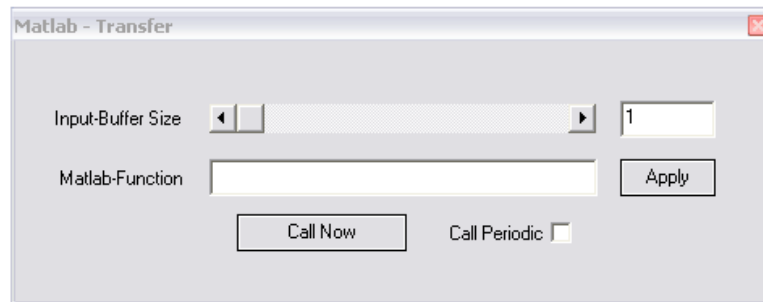 Matlab - Transfer
Input-Buffer Size 1
Matlab-Function Apply
Call Now Call Periodic